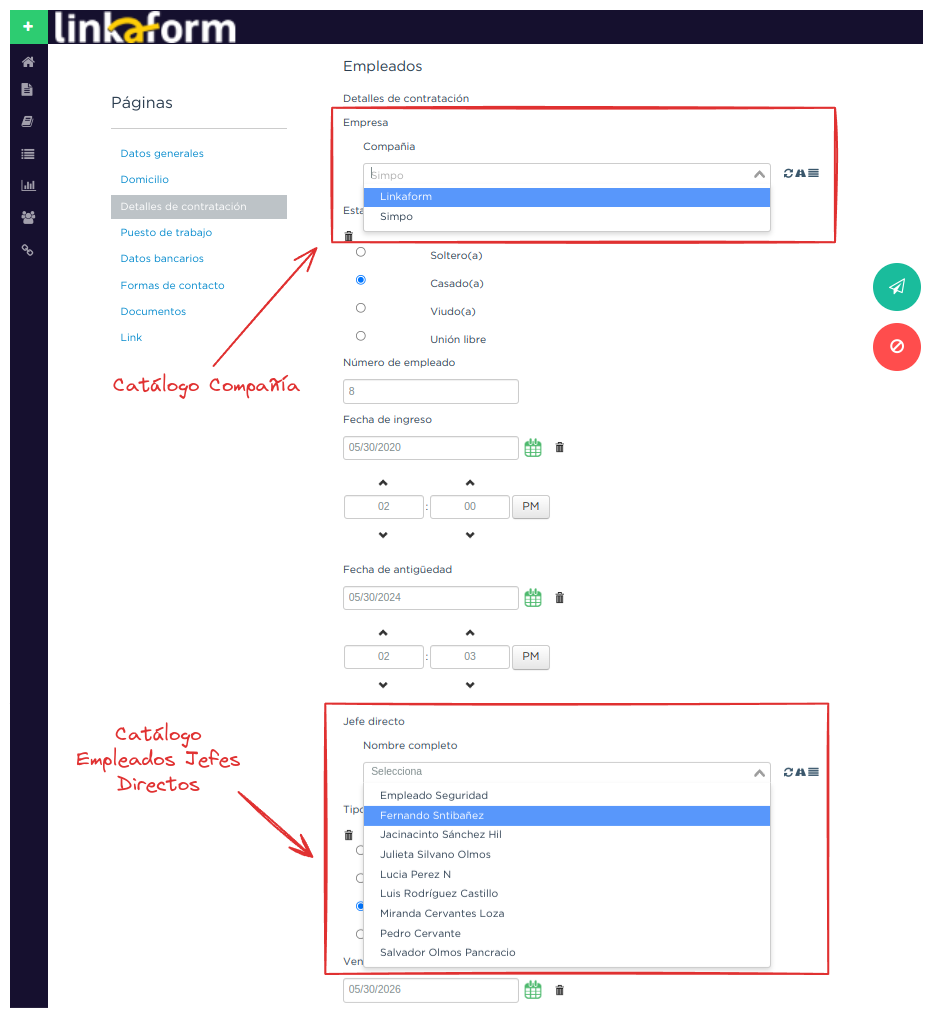 linkaform
Empleados
Páginas
Datos generales
Domicilio
Detalles de contratación
Puesto de trabajo
Datos bancarios
Formas de contacto
Documentos
Link
Detalles de contratación
Empresa
Compañia
Simpo
Linkaform
Simpo
Esta
Soltero(a)
Casado(a)
Viudo(a)
Unión libre
Catálogo Compañía
Número de empleado
8
Fecha de ingreso
05/30/2020
02 : 00 PM
Fecha de antigüedad
05/30/2024
02 : 03 PM
Catálogo
Empleados Jefes
Directos
Jefe directo
Nombre completo
Selecciona
Empleado Seguridad
Tipo
Fernando Sntibañez
Jacinacinto Sánchez Hil
Julieta Silvano Olmos
Lucia Perez N
Luis Rodríguez Castillo
Miranda Cervantes Loza
Pedro Cervante
Salvador Olmos Pancracio
Ven
05/30/2026